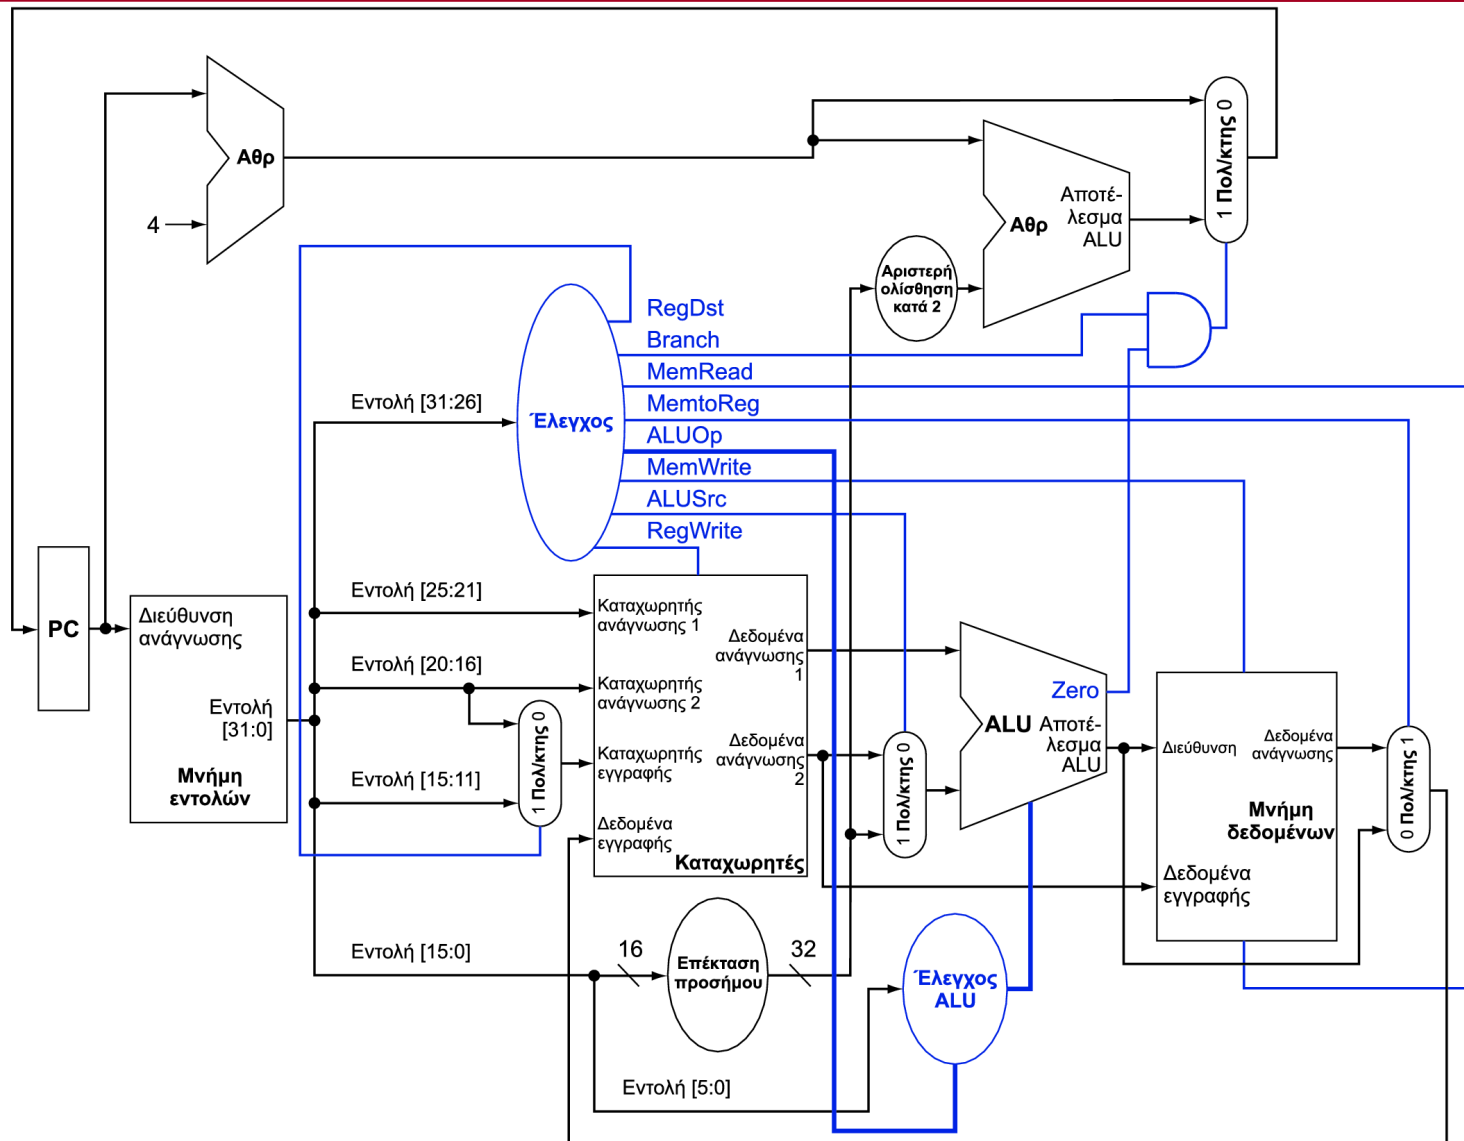 Αθρ
4
1 Πολ/κτης 0
Αποτέ-
λεσμα
ALU
Αθρ
Αριστερή
ολίσθηση
κατά 2
RegDst
Branch
MemRead
MemtoReg
ALUOp
MemWrite
ALUSrc
RegWrite
Έλεγχος
Εντολή [31:26]
Εντολή [25:21]
Εντολή [20:16]
Εντολή [15:11]
Εντολή [15:0]
Εντολή [5:0]
PC
Διεύθυνση
ανάγνωσης
Εντολή
[31:0]
Μνήμη
εντολών
1 Πολ/κτης 0
Καταχωρητής
ανάγνωσης 1
Καταχωρητής
ανάγνωσης 2
Καταχωρητής
εγγραφής
Δεδομένα
εγγραφής
Δεδομένα
ανάγνωσης
1
Δεδομένα
ανάγνωσης
2
Καταχωρητές
16
Επέκταση
προσήμου
32
1 Πολ/κτης 0
Zero
ALU
Αποτέ-
λεσμα
ALU
Έλεγχος
ALU
Διεύθυνση
Δεδομένα
ανάγνωσης
Μνήμη
δεδομένων
Δεδομένα
εγγραφής
0 Πολ/κτης 1